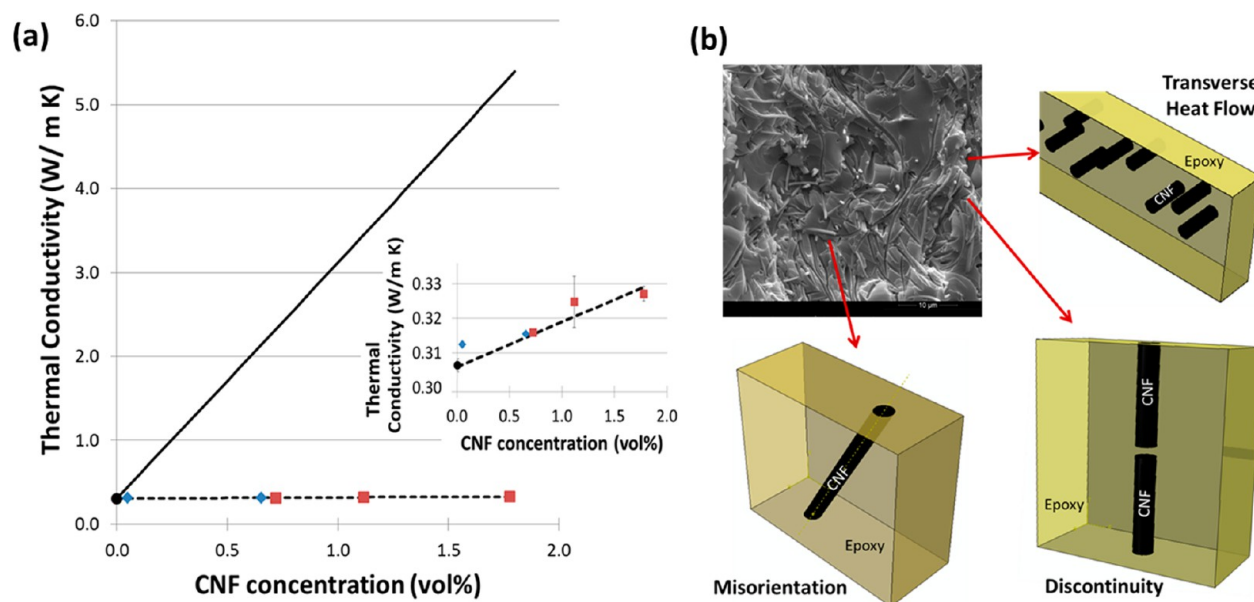 (a)
6.0
5.0
4.0
3.0
2.0
1.0
0.0
Thermal Conductivity (W/ m K)
0.0
0.5
1.0
1.5
2.0
CNF concentration (vol%)
0.33
0.32
0.31
0.30
Thermal
Conductivity (W/m K)
0.0
0.5
1.0
1.5
2.0
CNF concentration (vol%)
(b)
10 μm
Transverse
Heat Flow
Epoxy
CNF
CNF
Epoxy
Misorientation
CNF
CNF
Epoxy
Discontinuity